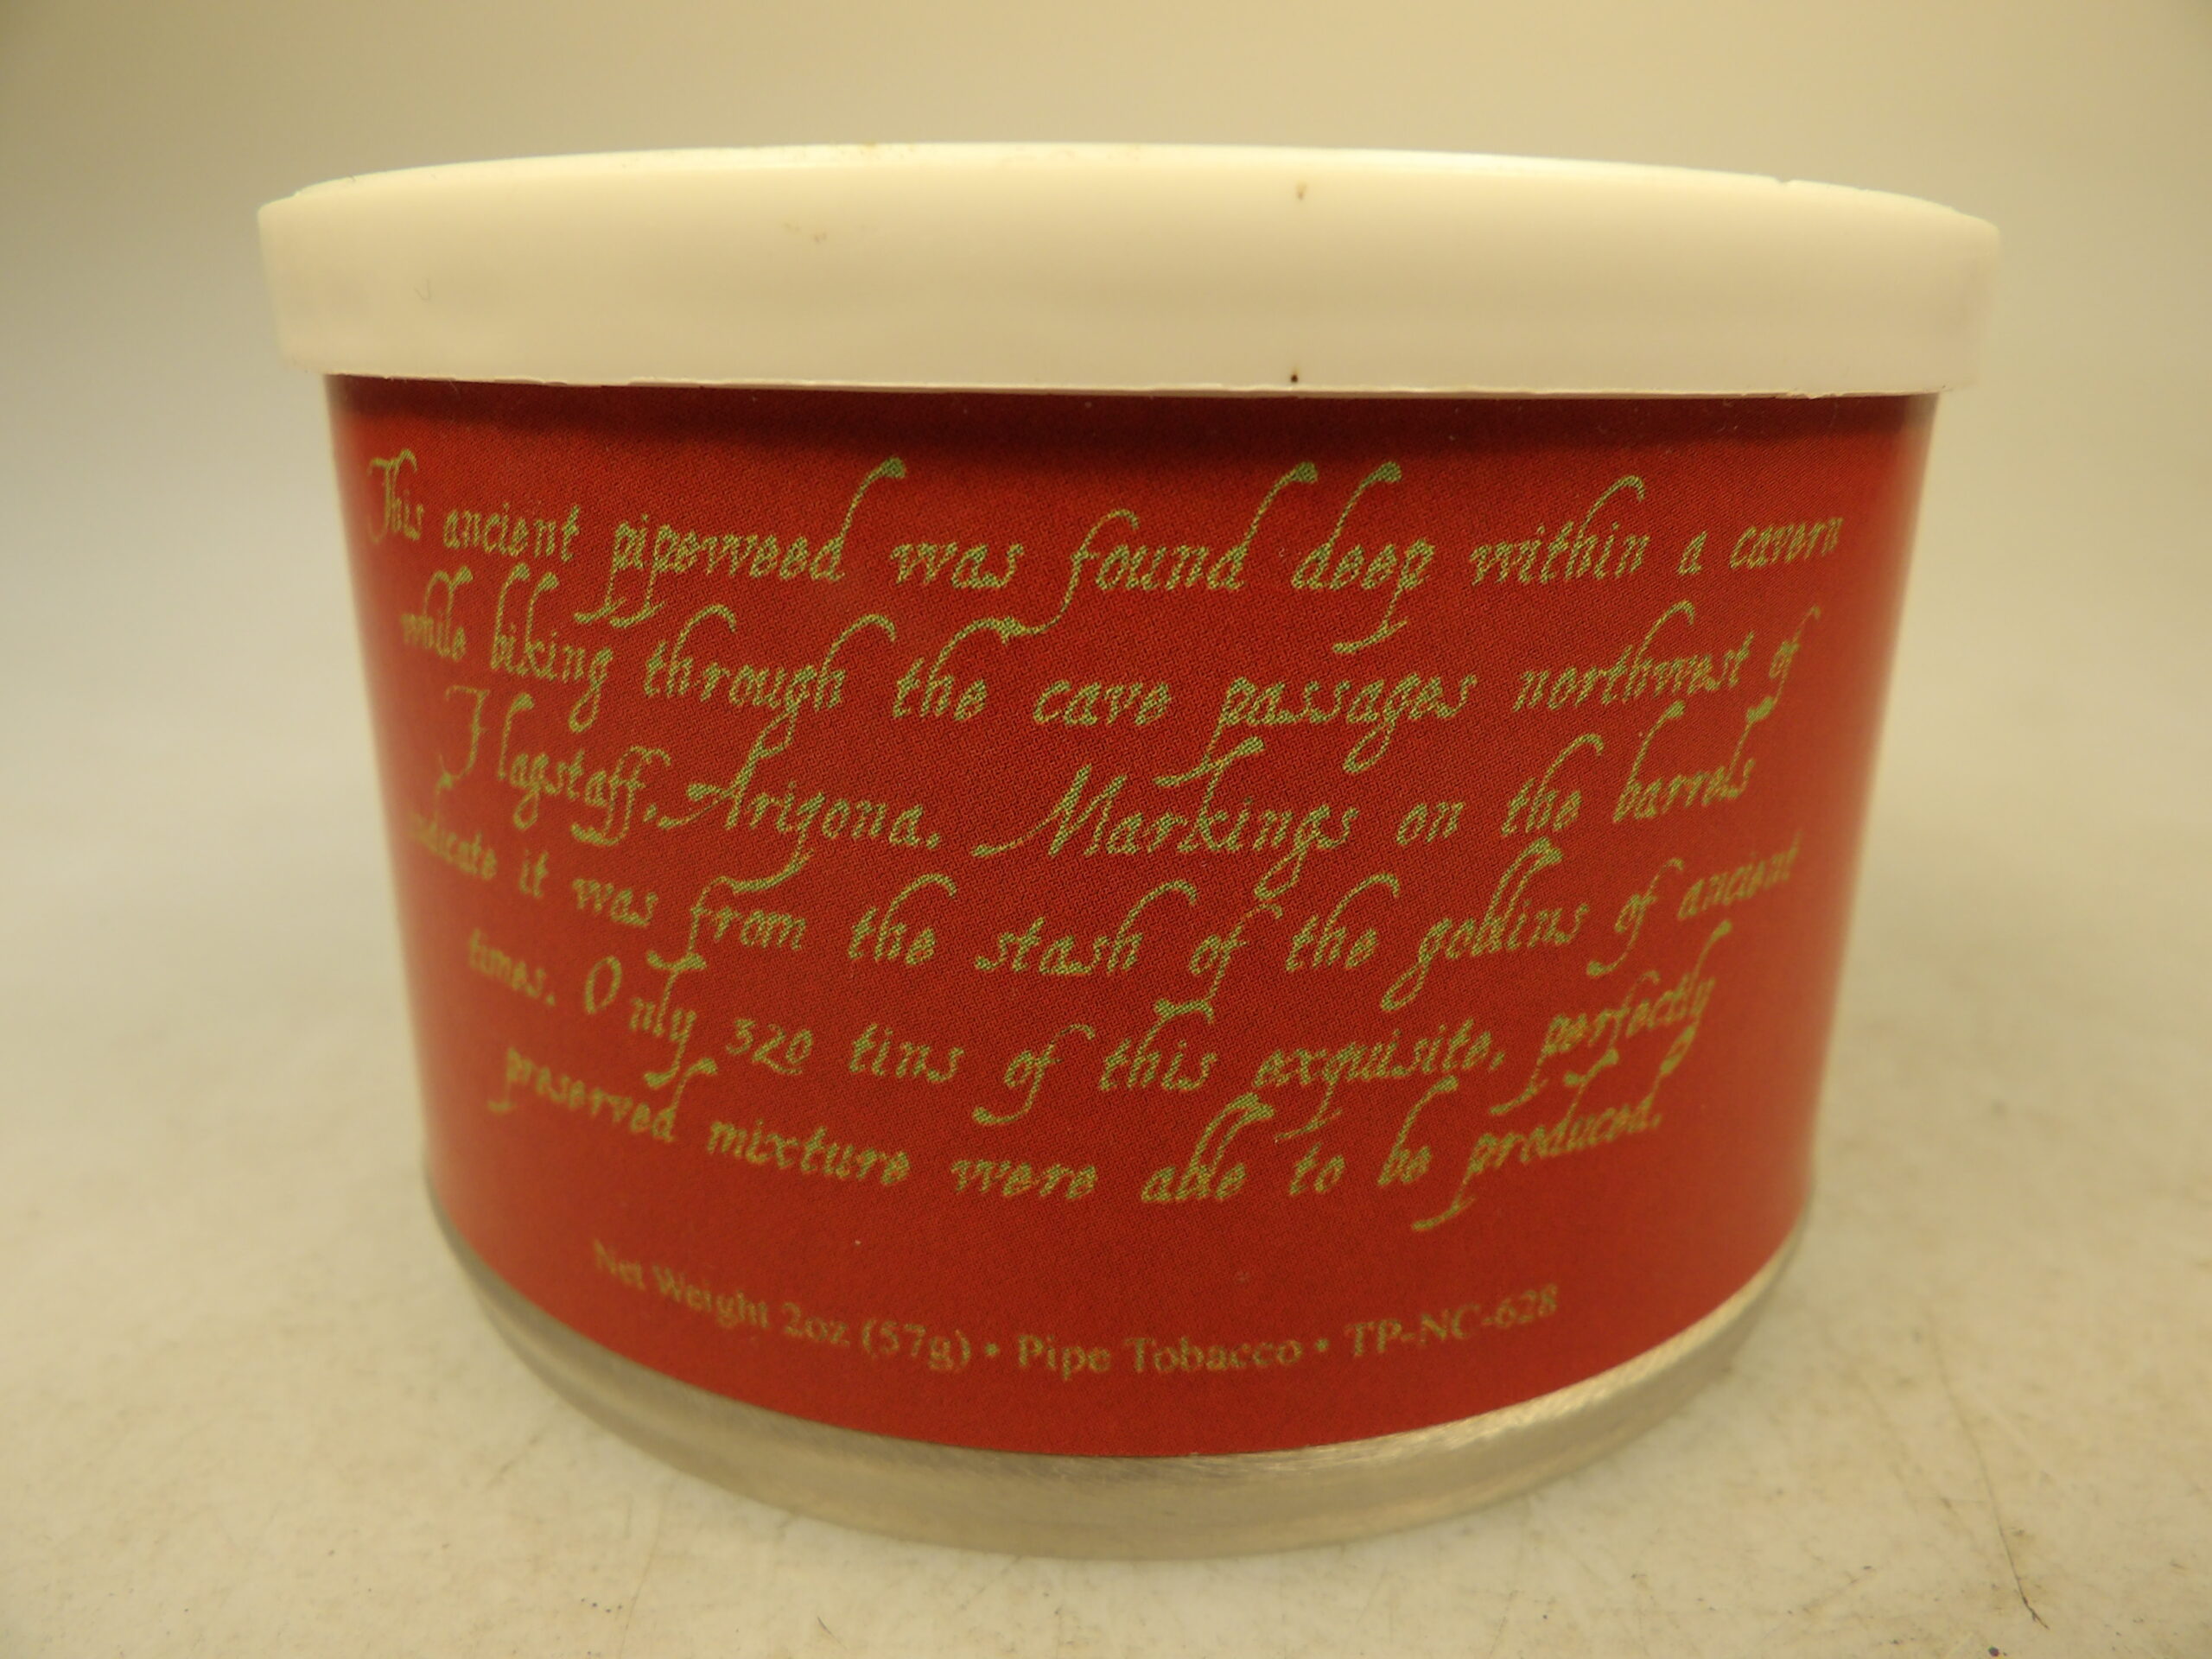 This ancient pipeweed was found deep within a cavern
while hiking through the cave passages northwest of
Flagstaff, Arizona. Markings on the barrels
indicate it was from the stash of the goblins of ancient
times. Only 320 tins of this exquisite, perfectly
preserved mixture were able to be produced.
Net Weight 2oz (57g) • Pipe Tobacco • TP-NC-628